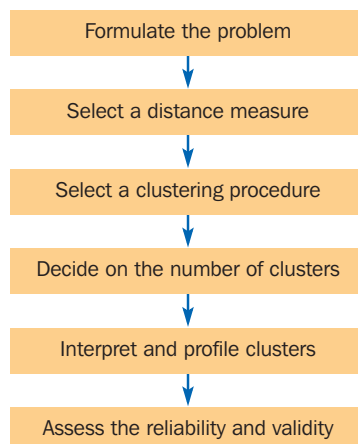 Formulate the problem
Select a distance measure
Select a clustering procedure
Decide on the number of clusters
Interpret and profile clusters
Assess the reliability and validity